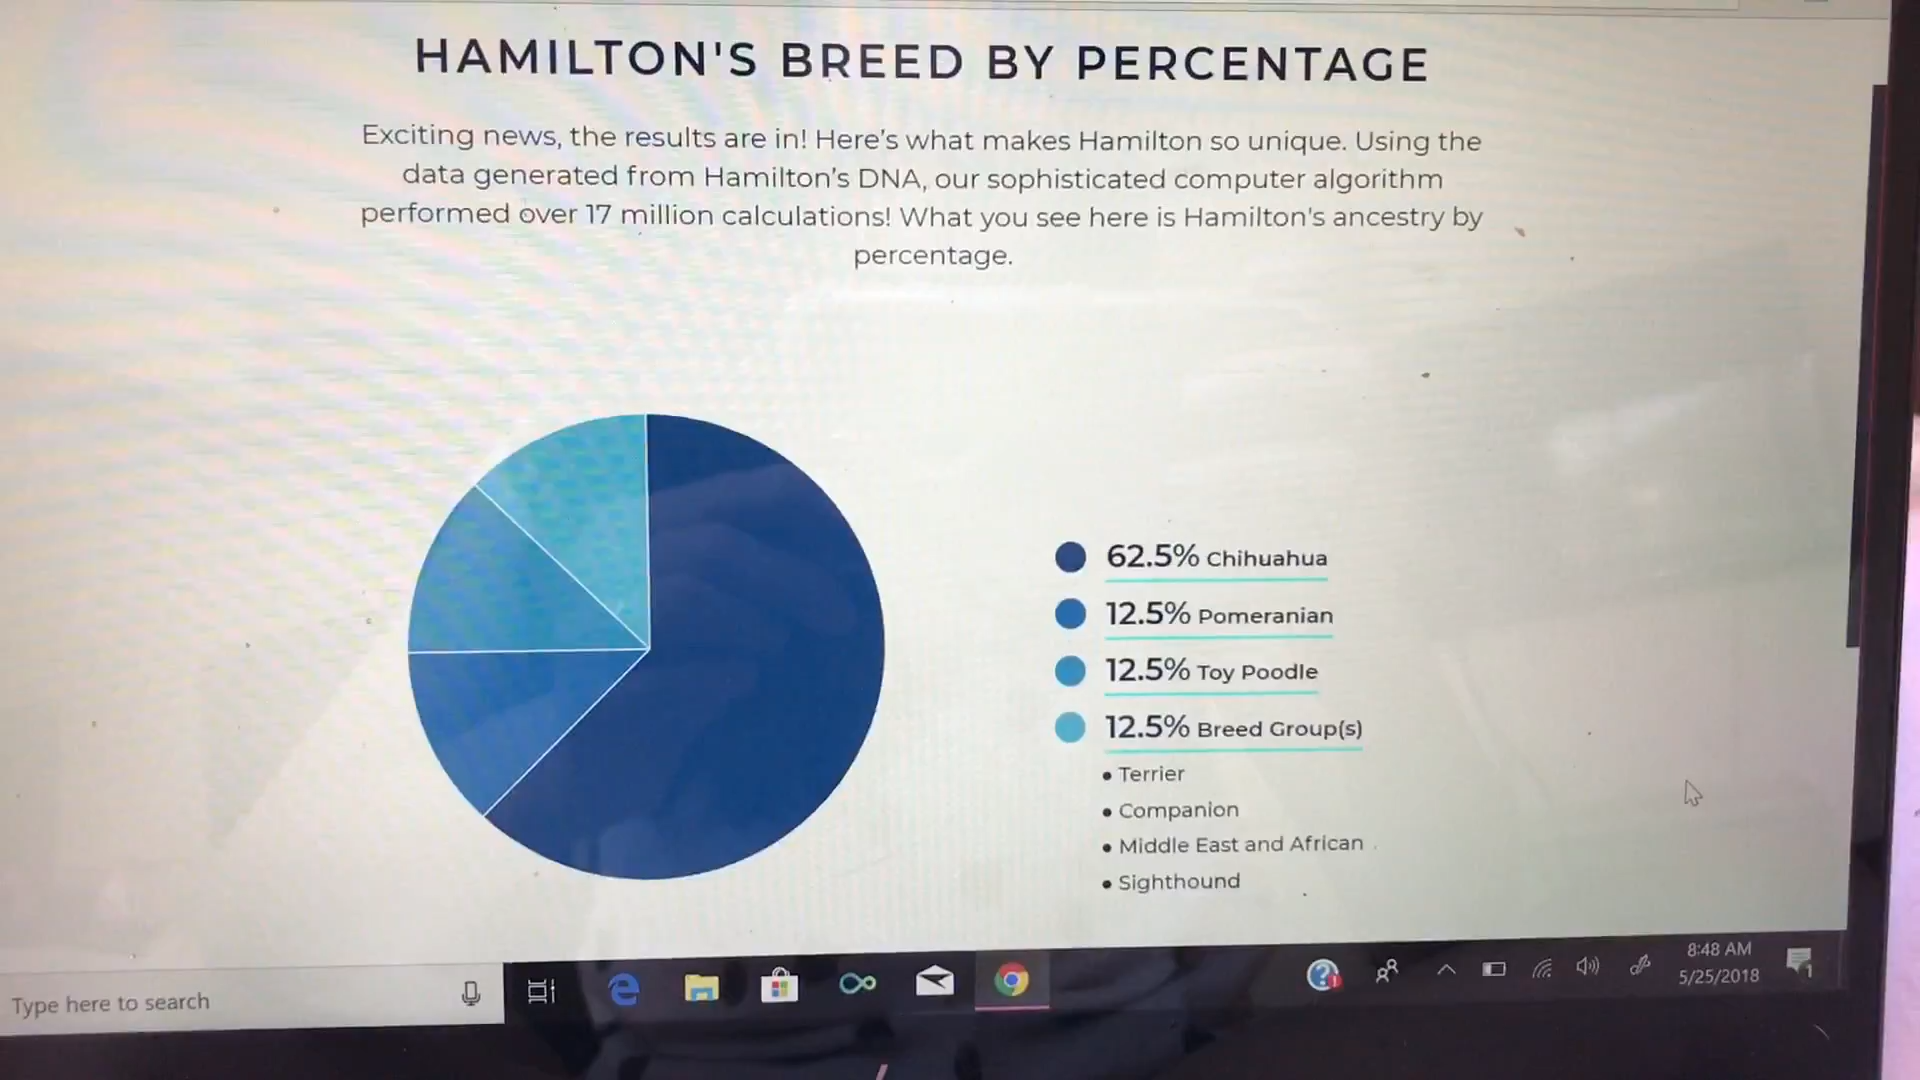 HAMILTON'S BREED BY PERCENTAGE
Exciting news, the results are in! Here's what makes Hamilton so unique. Using the
data generated from Hamilton's DNA, our sophisticated computer algorithm
performed over 17 million calculations! What you see here is Hamilton's ancestry by
percentage.
62.5% Chihuahua
12.5% Pomeranian
12.5% Toy Poodle
12.5% Breed Group(s)
• Terrier
• Companion
• Middle East and African
• Sighthound
Type here to search
8:48 AM
5/25/2018
1